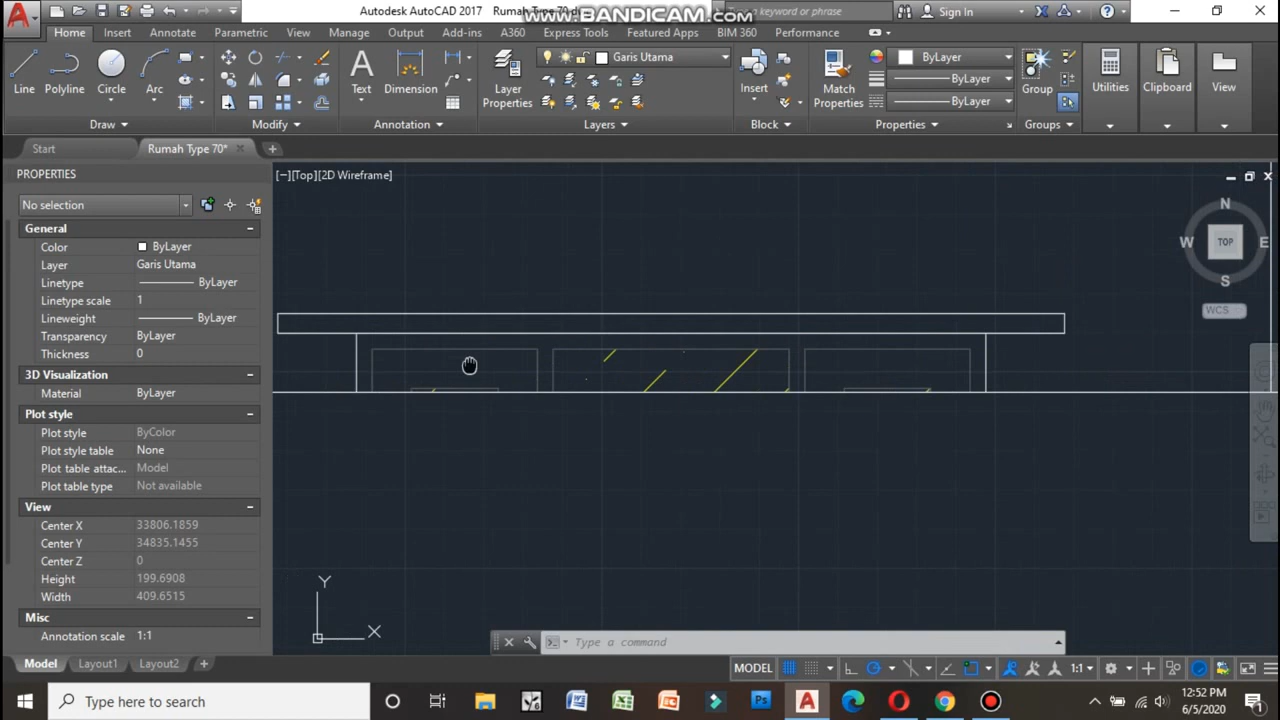 Autodesk AutoCAD 2017 Rumah Type 70
www.BANDICAM.com
keyword or phrase
Sign In
Home Insert Annotate Parametric View Manage Output Add-ins A360 Express Tools Featured Apps BIM 360 Performance
Line Polyline Circle Arc
Text Dimension
Layer
Properties
Garis Utama
Insert
Match
Properties
ByLayer
ByLayer
ByLayer
Group
Utilities
Clipboard
View
Draw Modify Annotation Layers Block Properties Groups
Start Rumah Type 70*
PROPERTIES
No selection
General
Color ByLayer
Layer Garis Utama
Linetype ByLayer
Linetype scale 1
Lineweight ByLayer
Transparency ByLayer
Thickness 0
3D Visualization
Material ByLayer
Plot style
Plot style ByColor
Plot style table None
Plot table attac... Model
Plot table type Not available
View
Center X 33806.1859
Center Y 34835.1455
Center Z 0
Height 199.6908
Width 409.6515
Misc
Annotation scale 1:1
[−][Top][2D Wireframe]
N
W TOP E
S
WCS
Y
X
Type a command
Model Layout1 Layout2 +
MODEL 1:1
Type here to search
12:52 PM
6/5/2020